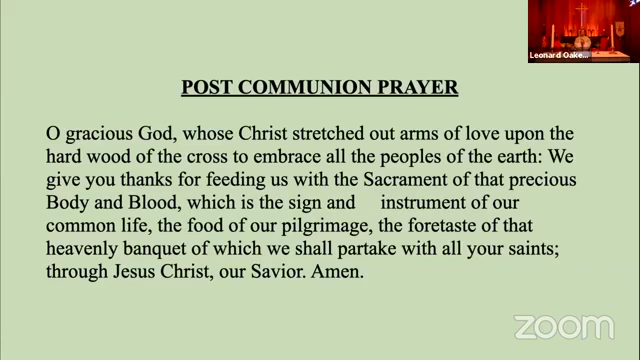 Leonard Oake...
POST COMMUNION PRAYER
O gracious God, whose Christ stretched out arms of love upon the
hard wood of the cross to embrace all the peoples of the earth: We
give you thanks for feeding us with the Sacrament of that precious
Body and Blood, which is the sign and instrument of our
common life, the food of our pilgrimage, the foretaste of that
heavenly banquet of which we shall partake with all your saints;
through Jesus Christ, our Savior. Amen.
zoom